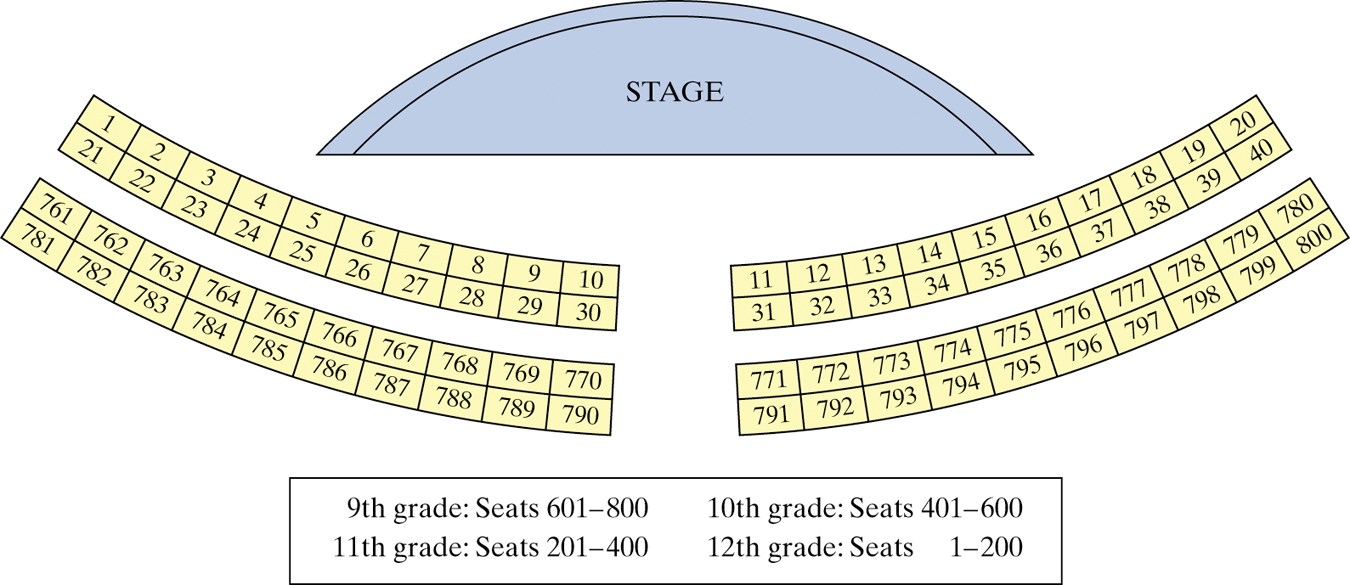 STAGE
1 2 3 4 5 6 7 8 9 10 11 12 13 14 15 16 17 18 19 20
21 22 23 24 25 26 27 28 29 30 31 32 33 34 35 36 37 38 39 40
761 762 763 764 765 766 767 768 769 770 771 772 773 774 775 776 777 778 779 780
781 782 783 784 785 786 787 788 789 790 791 792 793 794 795 796 797 798 799 800
9th grade: Seats 601–800 10th grade: Seats 401–600
11th grade: Seats 201–400 12th grade: Seats 1–200